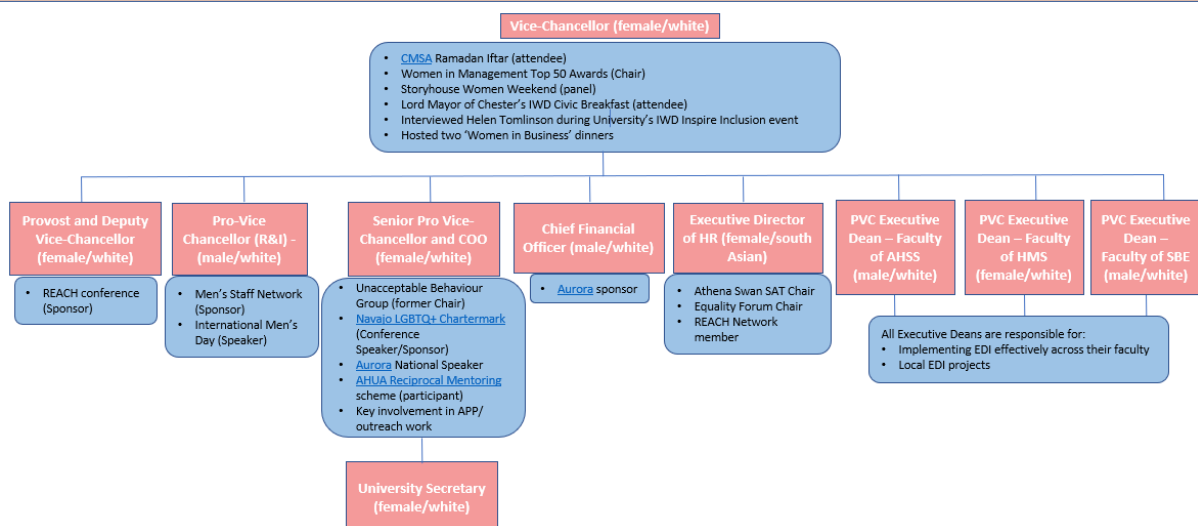 Vice-Chancellor (female/white)
• CMSA Ramadan Iftar (attendee)
• Women in Management Top 50 Awards (Chair)
• Storyhouse Women Weekend (panel)
• Lord Mayor of Chester's IWD Civic Breakfast (attendee)
• Interviewed Helen Tomlinson during University's IWD Inspire Inclusion event
• Hosted two 'Women in Business' dinners
Provost and Deputy
Vice-Chancellor
(female/white)
• REACH conference
(Sponsor)
Pro-Vice
Chancellor (R&I) -
(male/white)
• Men's Staff Network
(Sponsor)
• International Men's
Day (Speaker)
Senior Pro Vice-
Chancellor and COO
(female/white)
• Unacceptable Behaviour
Group (former Chair)
• Navajo LGBTQ+ Chartermark
(Conference
Speaker/Sponsor)
• Aurora National Speaker
• AHUA Reciprocal Mentoring
scheme (participant)
• Key involvement in APP/
outreach work
University Secretary
(female/white)
Chief Financial
Officer (male/white)
• Aurora sponsor
Executive Director
of HR (female/south
Asian)
• Athena Swan SAT Chair
• Equality Forum Chair
• REACH Network
member
PVC Executive
Dean – Faculty
of AHSS
(male/white)
PVC Executive
Dean – Faculty
of HMS
(female/white)
PVC Executive
Dean –
Faculty of SBE
(male/white)
All Executive Deans are responsible for:
• Implementing EDI effectively across their faculty
• Local EDI projects